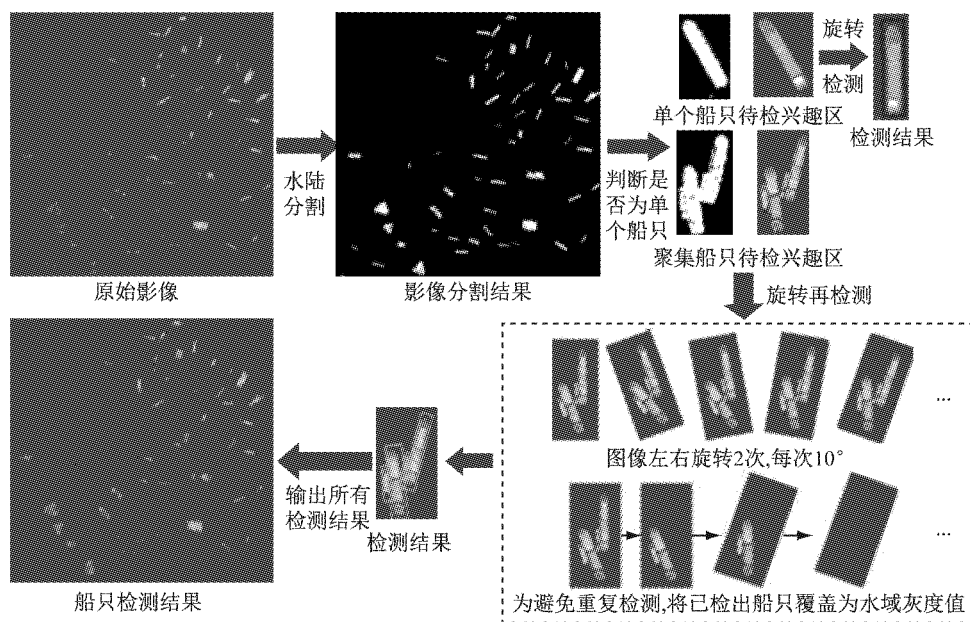 旋转
检测
单个船只待检兴趣区
检测结果
水陆
分割
判断是
否为单
个船只
聚集船只待检兴趣区
原始影像
影像分割结果
旋转再检测
...
图像左右旋转2次,每次10°
输出所有
检测结果
检测结果
...
船只检测结果
为避免重复检测,将已检出船只覆盖为水域灰度值